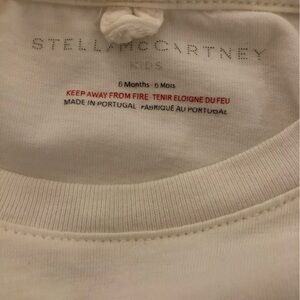 STELLA McCARTNEY
KIDS
6 Months · 6 Mois
KEEP AWAY FROM FIRE · TENIR ELOIGNE DU FEU
MADE IN PORTUGAL · FABRIQUÉ AU PORTUGAL